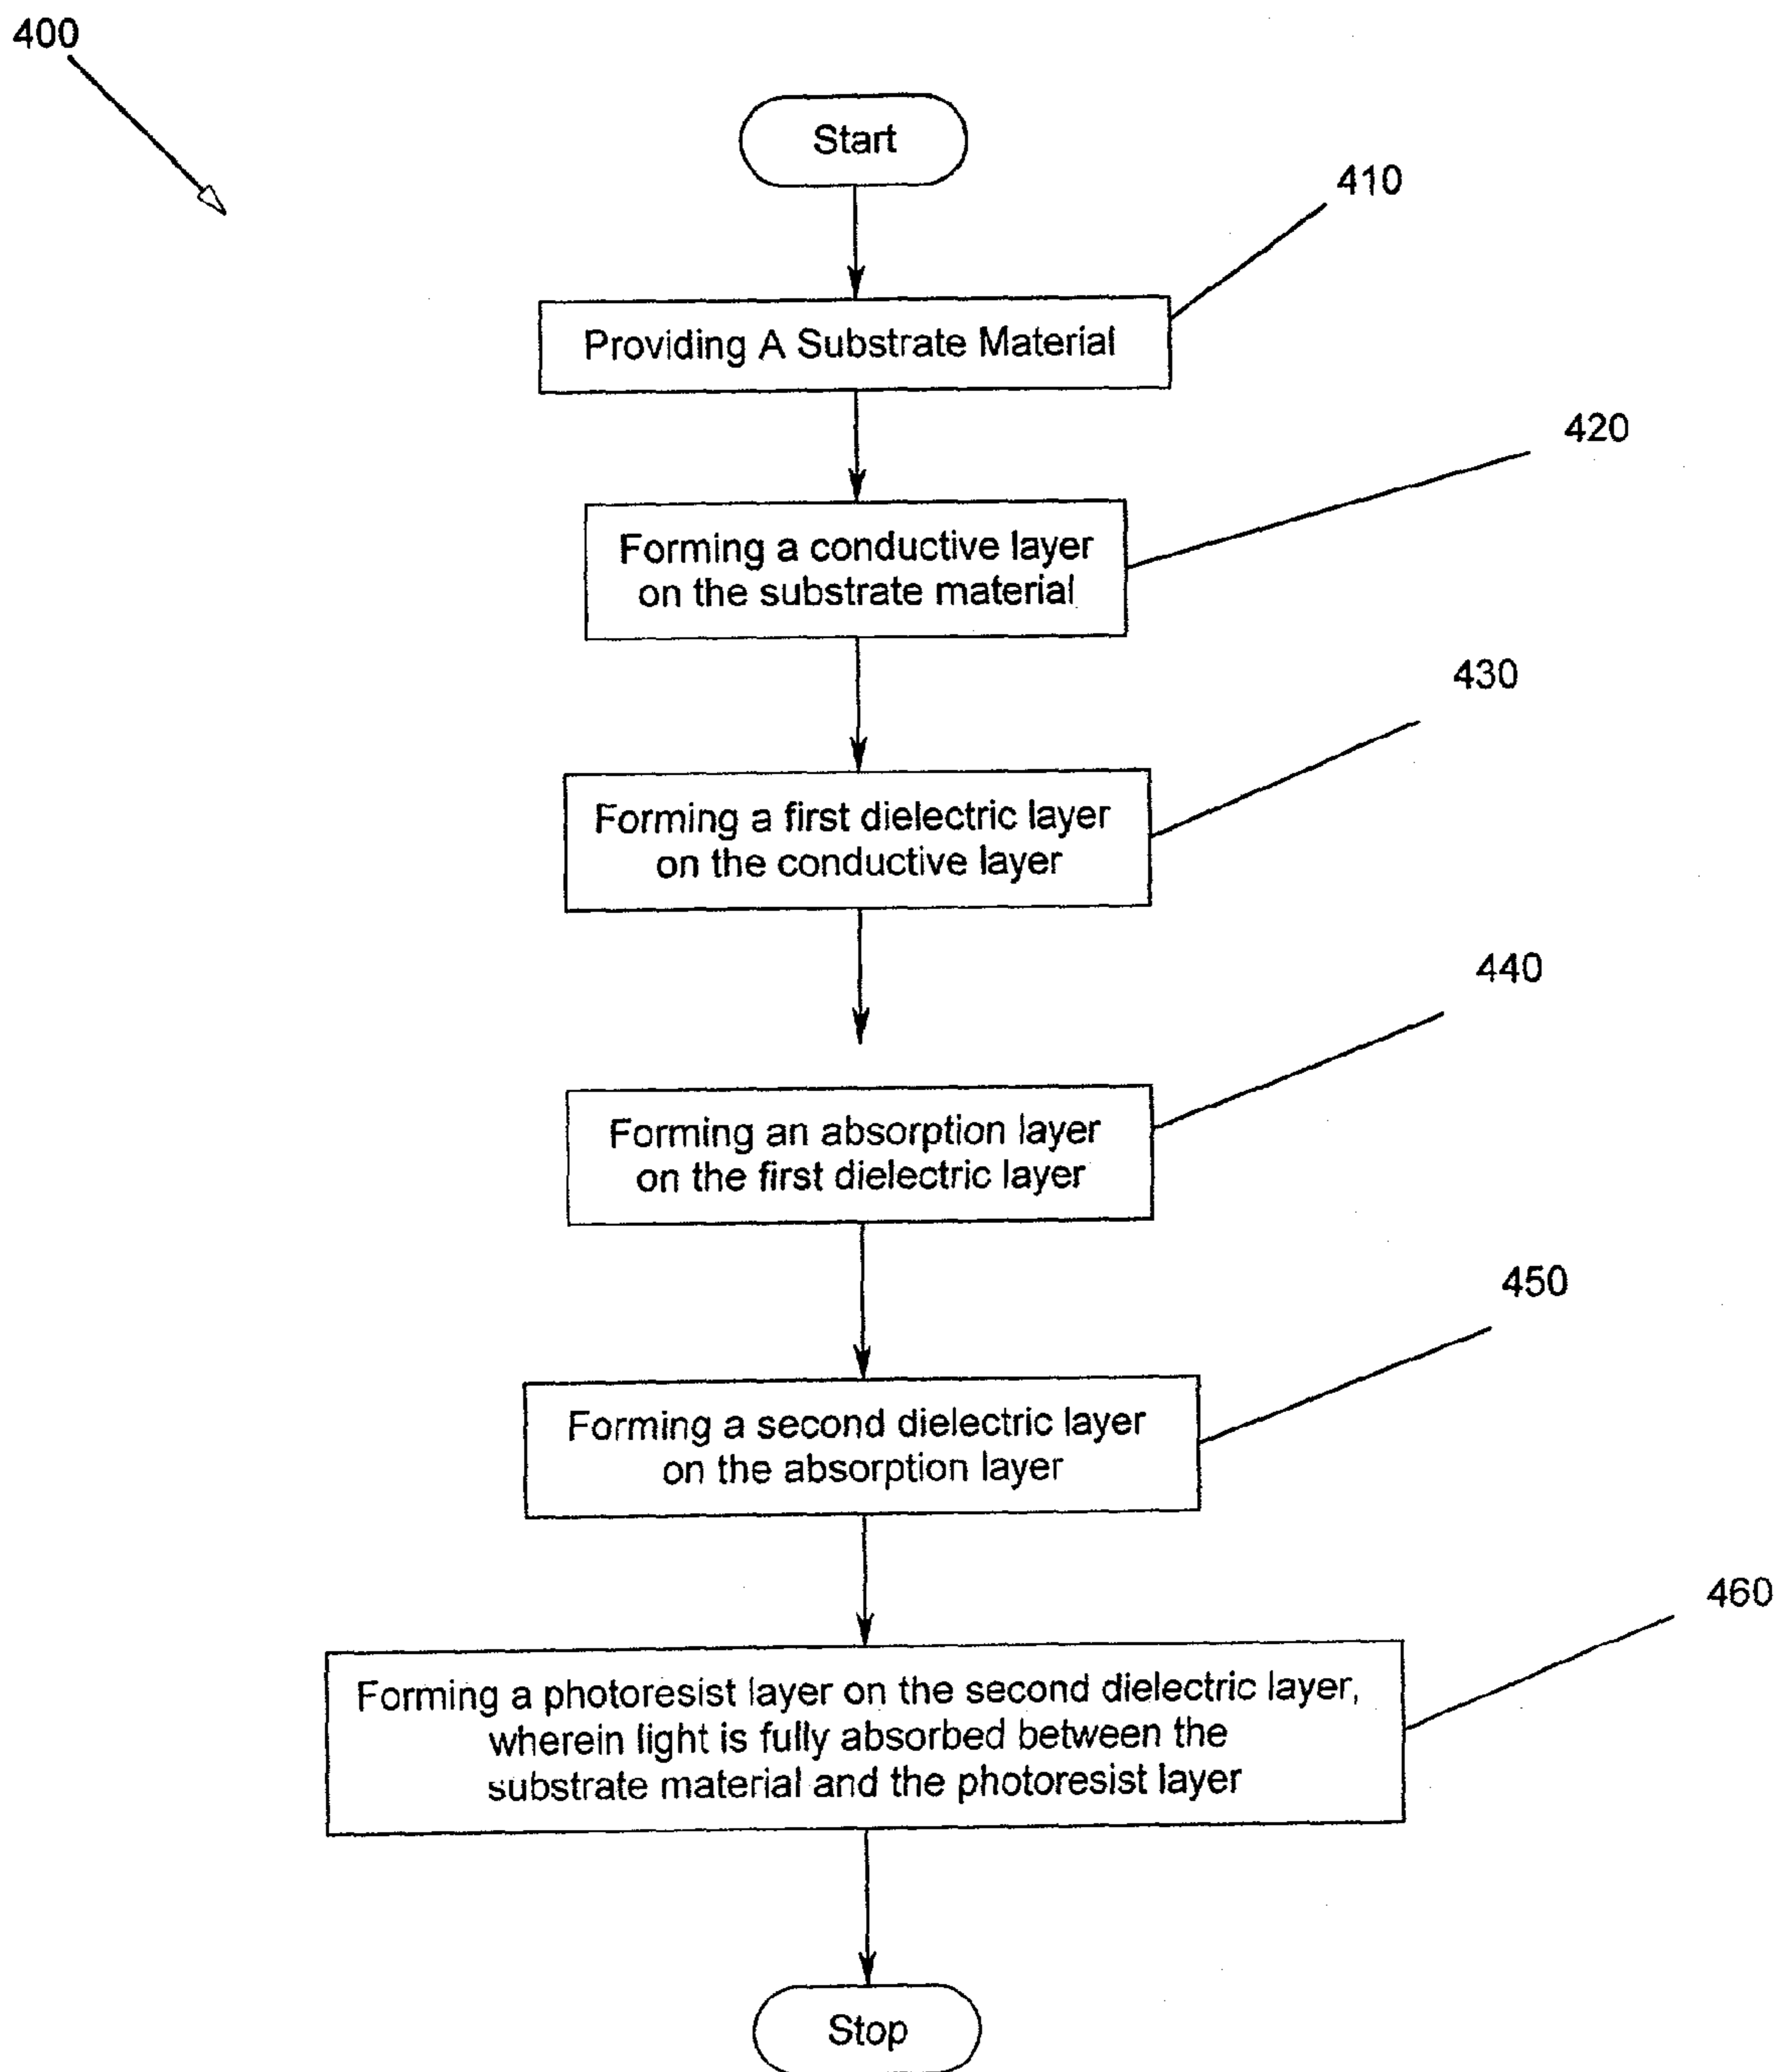 400
Start
410
Providing A Substrate Material
420
Forming a conductive layer
on the substrate material
430
Forming a first dielectric layer
on the conductive layer
440
Forming an absorption layer
on the first dielectric layer
450
Forming a second dielectric layer
on the absorption layer
460
Forming a photoresist layer on the second dielectric layer,
wherein light is fully absorbed between the
substrate material and the photoresist layer
Stop